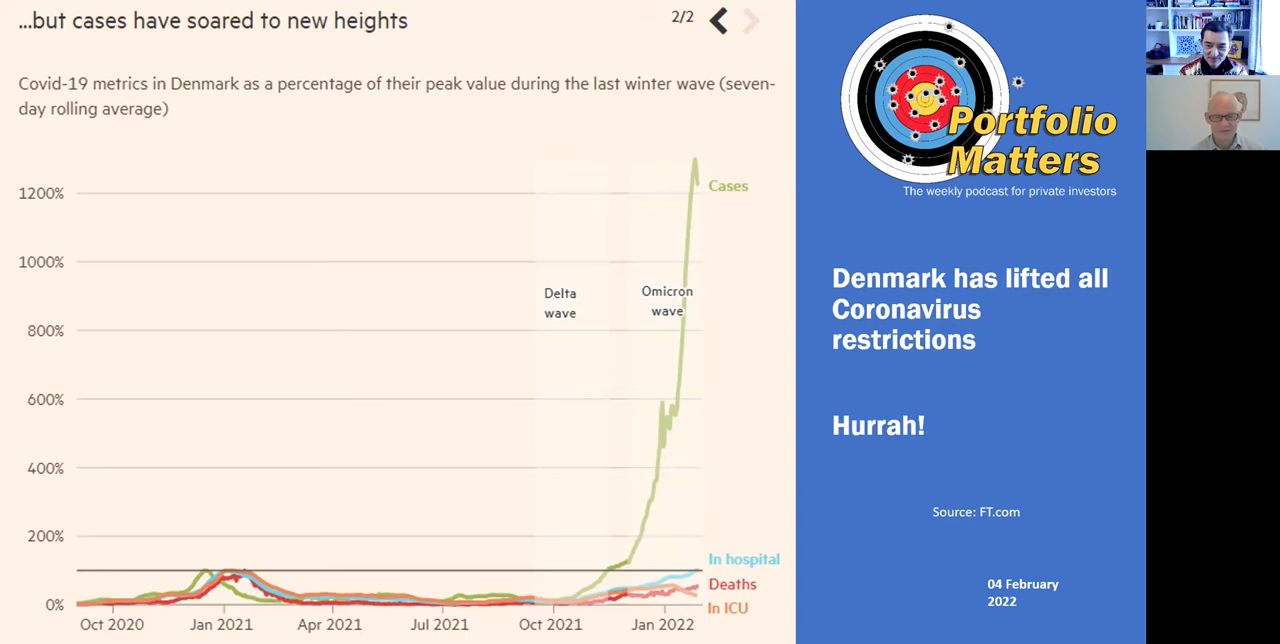 ...but cases have soared to new heights
2/2
Covid-19 metrics in Denmark as a percentage of their peak value during the last winter wave (seven-
day rolling average)
1200%
1000%
800%
600%
400%
200%
0%
Cases
Delta
wave
Omicron
wave
In hospital
Deaths
In ICU
Oct 2020
Jan 2021
Apr 2021
Jul 2021
Oct 2021
Jan 2022
Portfolio
Matters
The weekly podcast for private investors
Denmark has lifted all
Coronavirus
restrictions
Hurrah!
Source: FT.com
04 February
2022